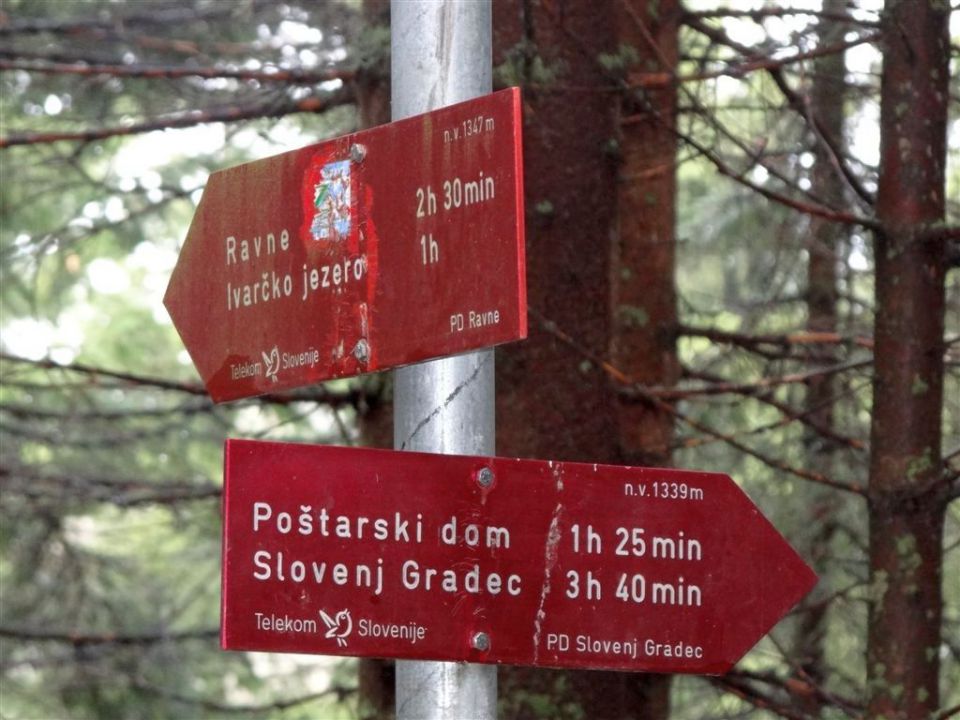 n.v. 1347 m
Ravne 2h 30min
Ivarčko jezero 1h
PD Ravne
Telekom Slovenije
n.v. 1339m
Poštarski dom 1h 25min
Slovenj Gradec 3h 40min
Telekom Slovenije
PD Slovenj Gradec